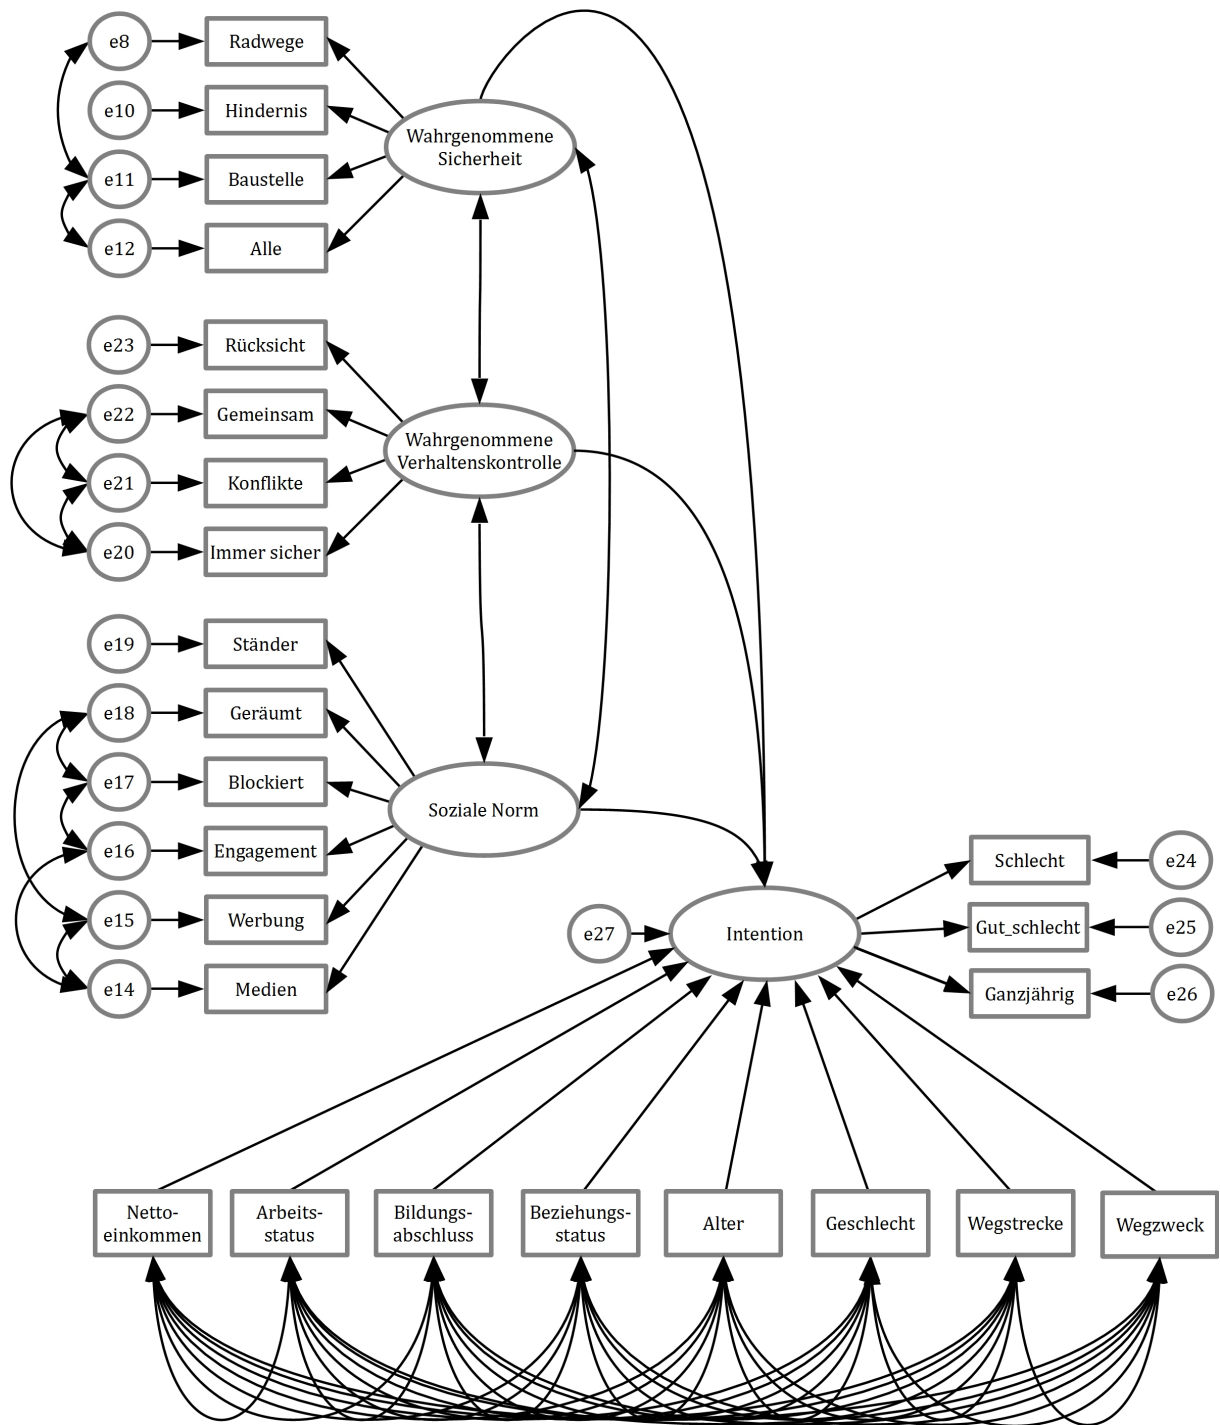 e8
Radwege
e10
Hindernis
Wahrgenommene
Sicherheit
e11
Baustelle
e12
Alle
e23
Rücksicht
e22
Gemeinsam
Wahrgenommene
Verhaltenskontrolle
e21
Konflikte
e20
Immer sicher
e19
Ständer
e18
Geräumt
e17
Blockiert
Soziale Norm
e16
Engagement
e15
Werbung
e14
Medien
e27
Intention
Schlecht
e24
Gut_schlecht
e25
Ganzjährig
e26
Netto-
einkommen
Arbeits-
status
Bildungs-
abschluss
Beziehungs-
status
Alter
Geschlecht
Wegstrecke
Wegzweck